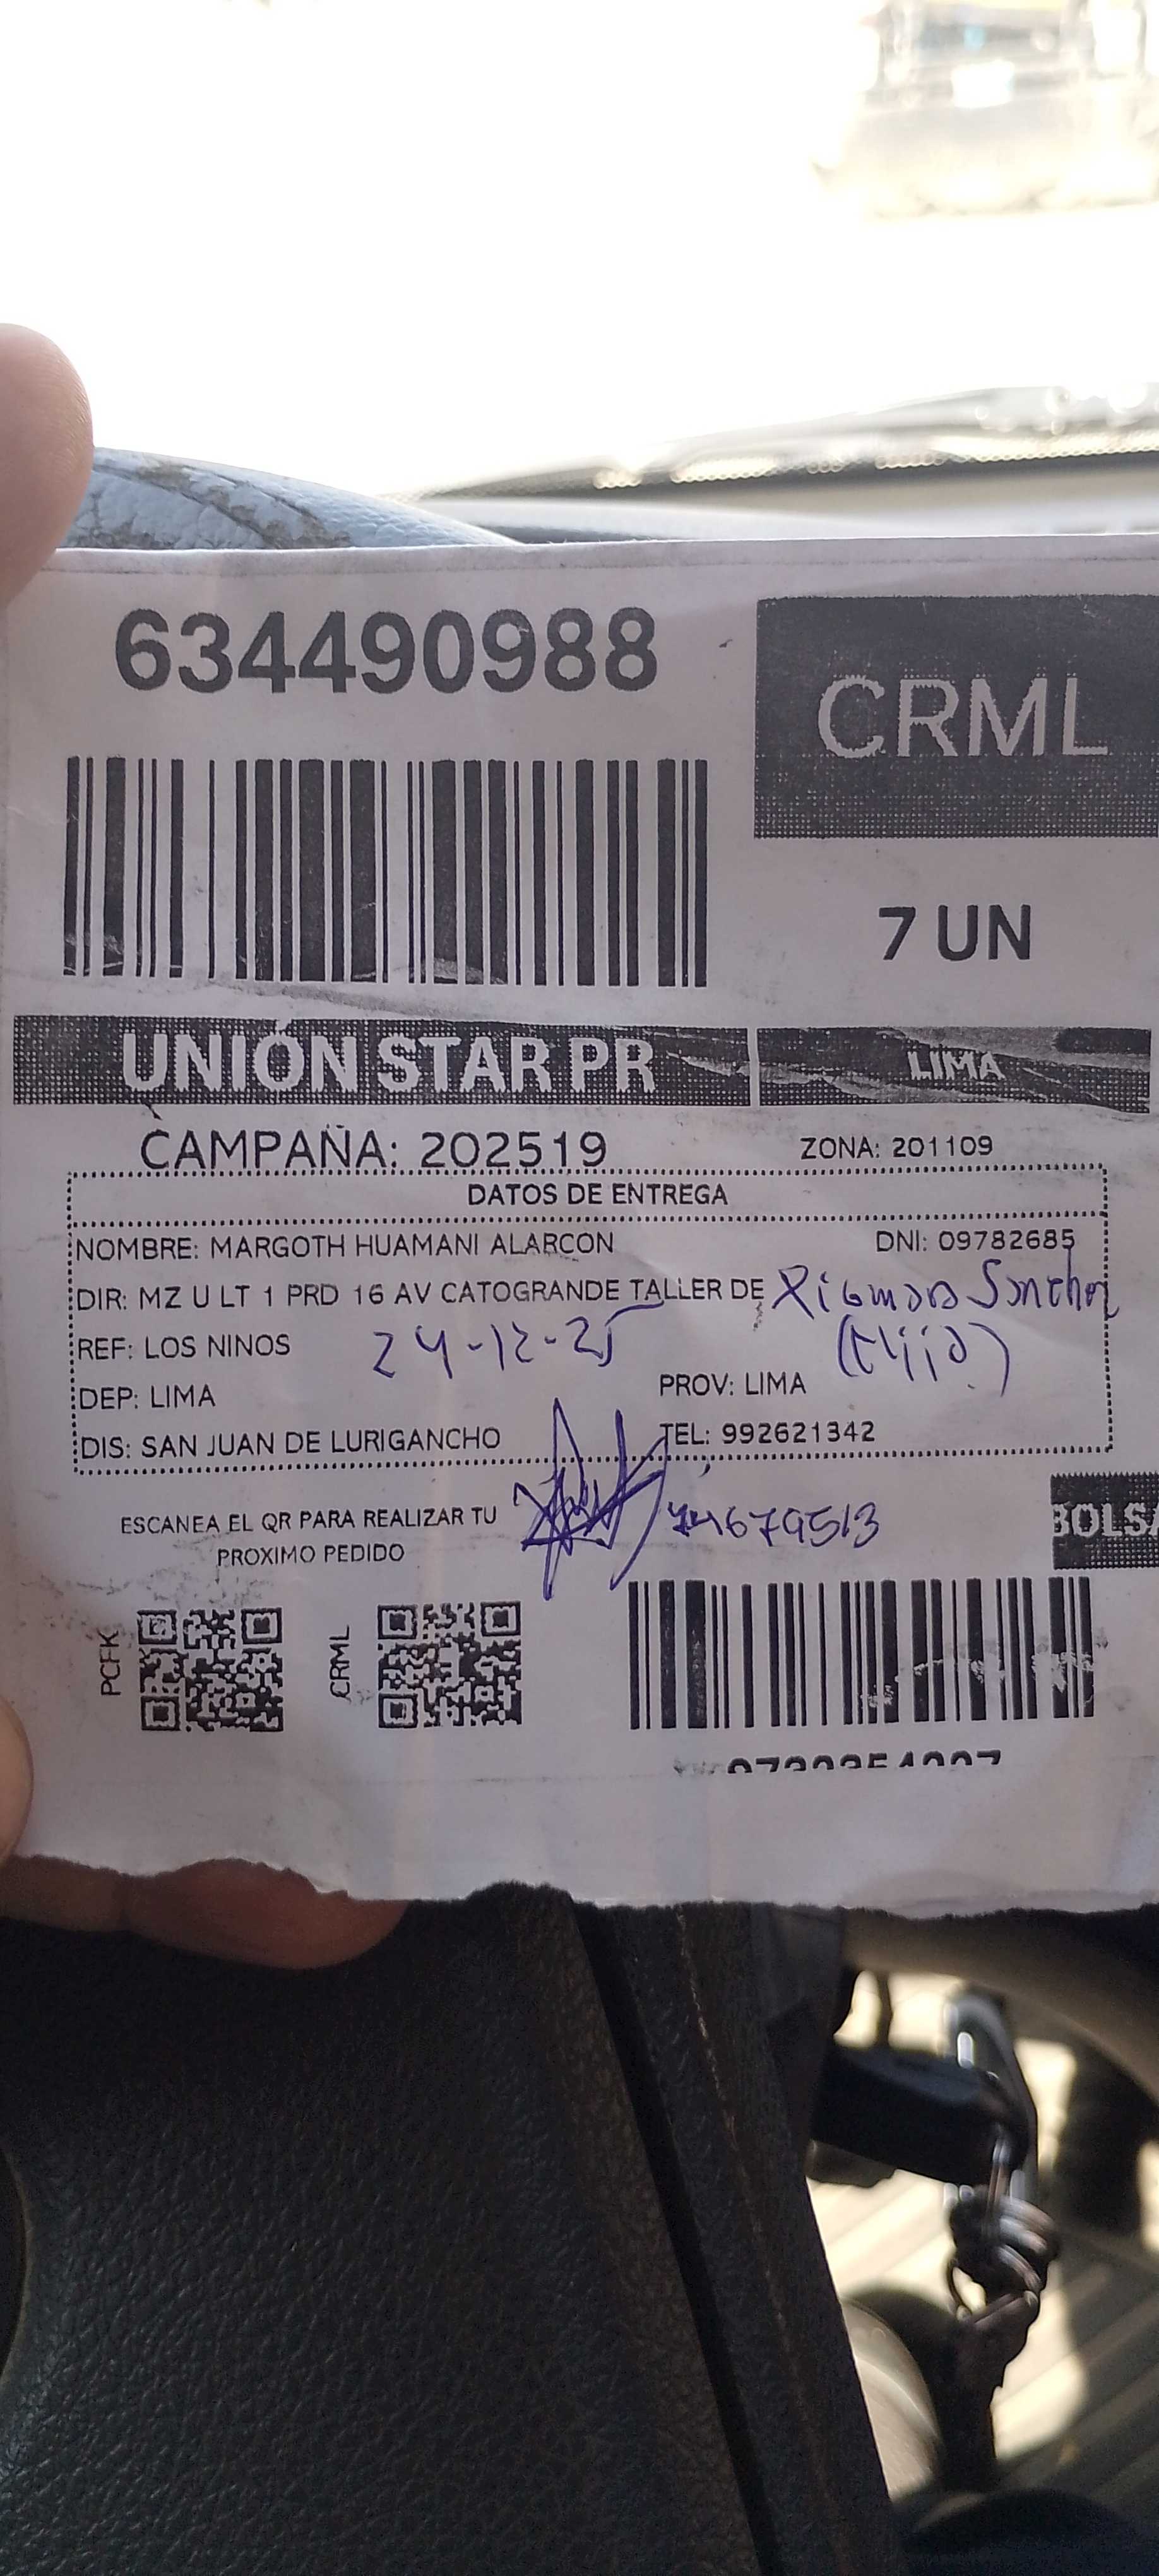 634490988
CRML
7 UN
UNIÓN STAR PR
LIMA
CAMPAÑA: 202519
ZONA: 201109
DATOS DE ENTREGA
NOMBRE: MARGOTH HUAMANI ALARCON DNI: 09782685
DIR: MZ U LT 1 PRD 16 AV CATOGRANDE TALLER DE
REF: LOS NINOS 24-12-25
DEP: LIMA PROV: LIMA
DIS: SAN JUAN DE LURIGANCHO TEL: 992621342
ESCANEA EL QR PARA REALIZAR TU
PROXIMO PEDIDO
74679513
BOLSA
PCFK
CRML